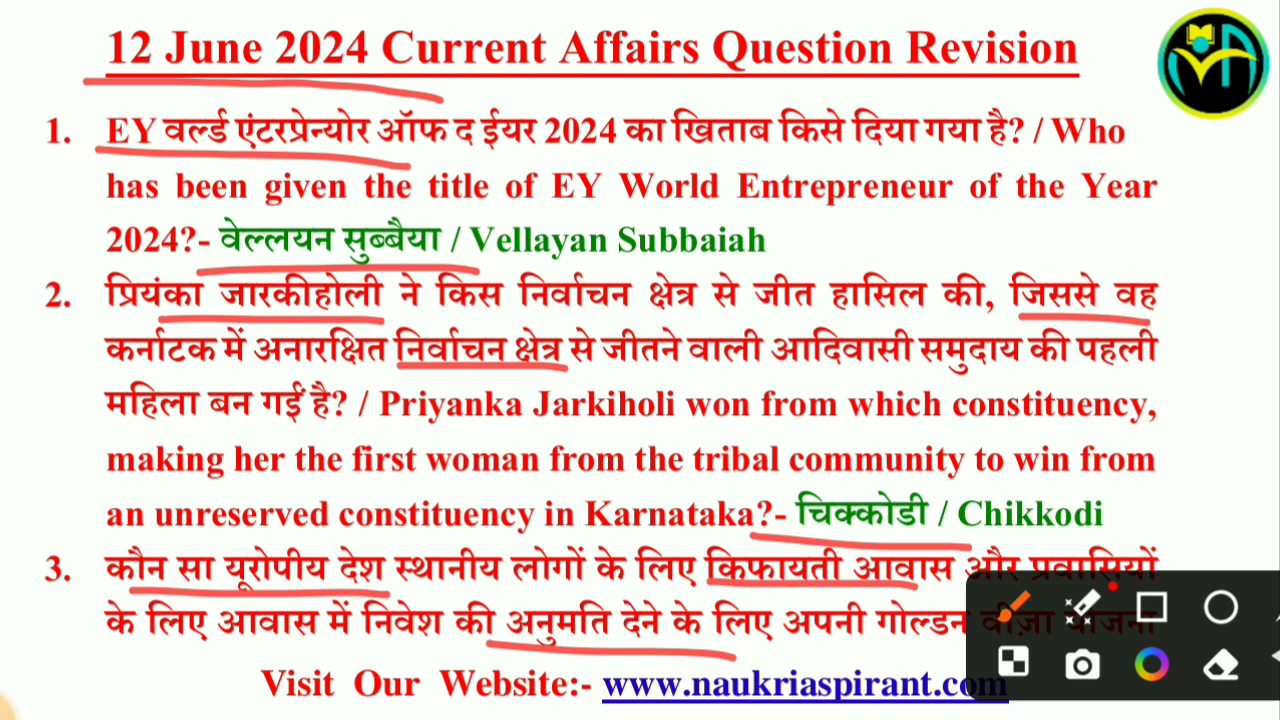 12 June 2024 Current Affairs Question Revision
1. EY वर्ल्ड एंटरप्रेन्योर ऑफ द ईयर 2024 का खिताब किसे दिया गया है? / Who
has been given the title of EY World Entrepreneur of the Year
2024?- वेल्लयन सुब्बैया / Vellayan Subbaiah
2. प्रियंका जारकीहोली ने किस निर्वाचन क्षेत्र से जीत हासिल की, जिससे वह
कर्नाटक में अनारक्षित निर्वाचन क्षेत्र से जीतने वाली आदिवासी समुदाय की पहली
महिला बन गईं है? / Priyanka Jarkiholi won from which constituency,
making her the first woman from the tribal community to win from
an unreserved constituency in Karnataka?- चिक्कोडी / Chikkodi
3. कौन सा यूरोपीय देश स्थानीय लोगों के लिए किफायती आवास और प्रवासियों
के लिए आवास में निवेश की अनुमति देने के लिए अपनी गोल्डन वीज़ा योजना
Visit Our Website:- www.naukriaspirant.com